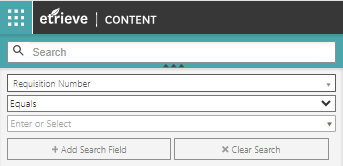 etrieve | CONTENT
Search
Requisition Number
Equals
Enter or Select
+ Add Search Field
✖ Clear Search